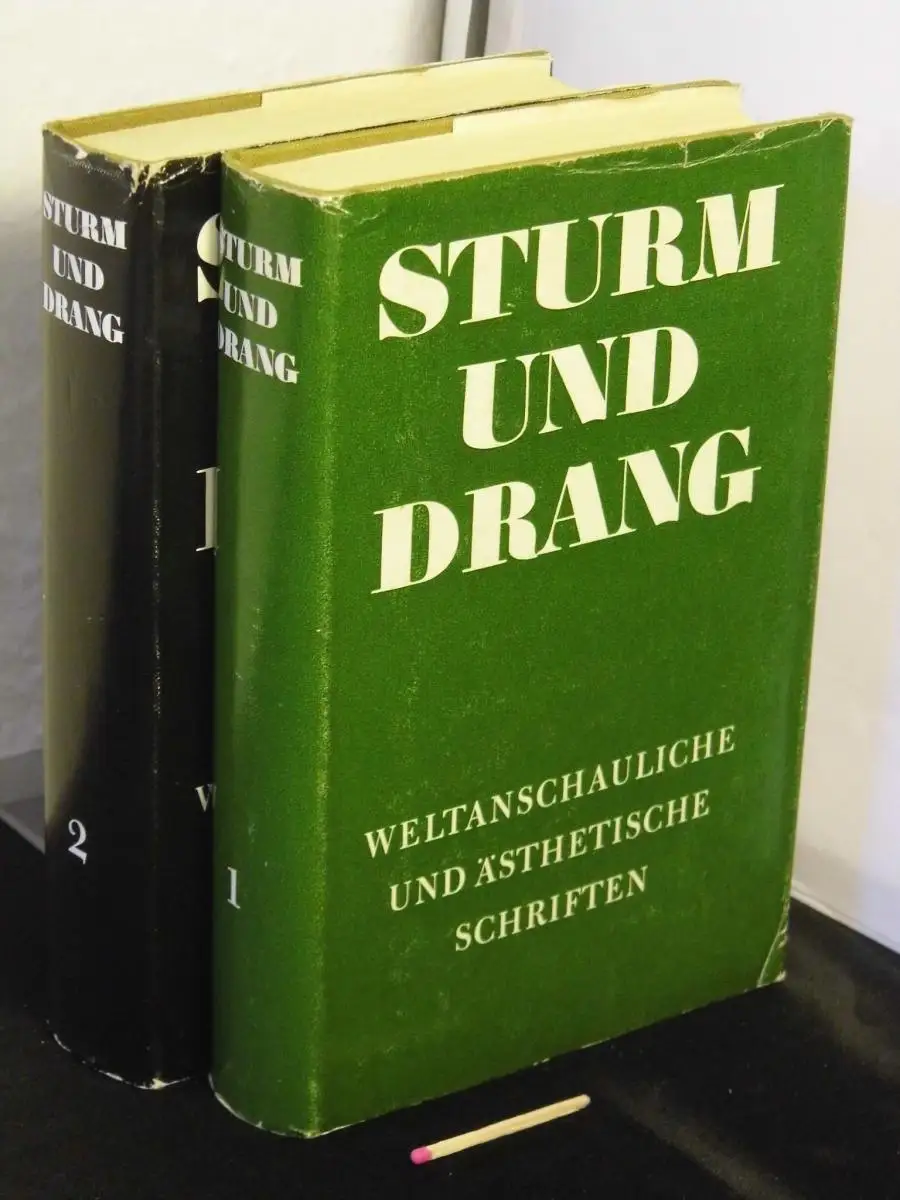 STURM
UND
DRANG
2
STURM
UND
DRANG
1
STURM
UND
DRANG
WELTANSCHAULICHE
UND ÄSTHETISCHE
SCHRIFTEN